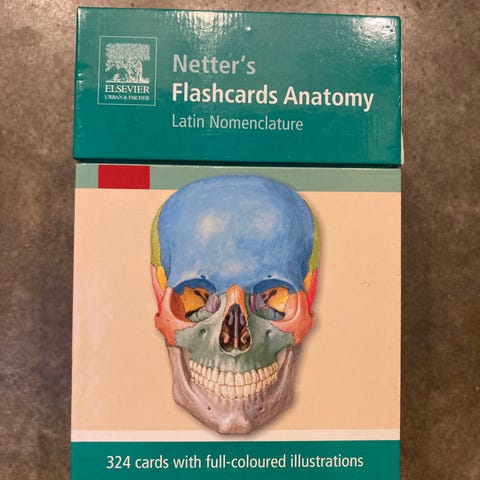 ELSEVIER
URBAN & FISCHER
Netter's
Flashcards Anatomy
Latin Nomenclature
324 cards with full-coloured illustrations